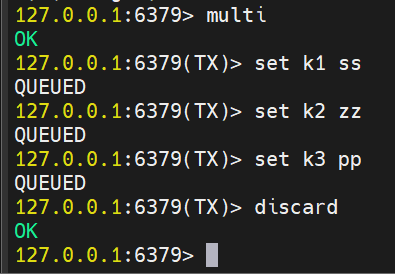 127.0.0.1:6379> multi
OK
127.0.0.1:6379(TX)> set k1 ss
QUEUED
127.0.0.1:6379(TX)> set k2 zz
QUEUED
127.0.0.1:6379(TX)> set k3 pp
QUEUED
127.0.0.1:6379(TX)> discard
OK
127.0.0.1:6379>